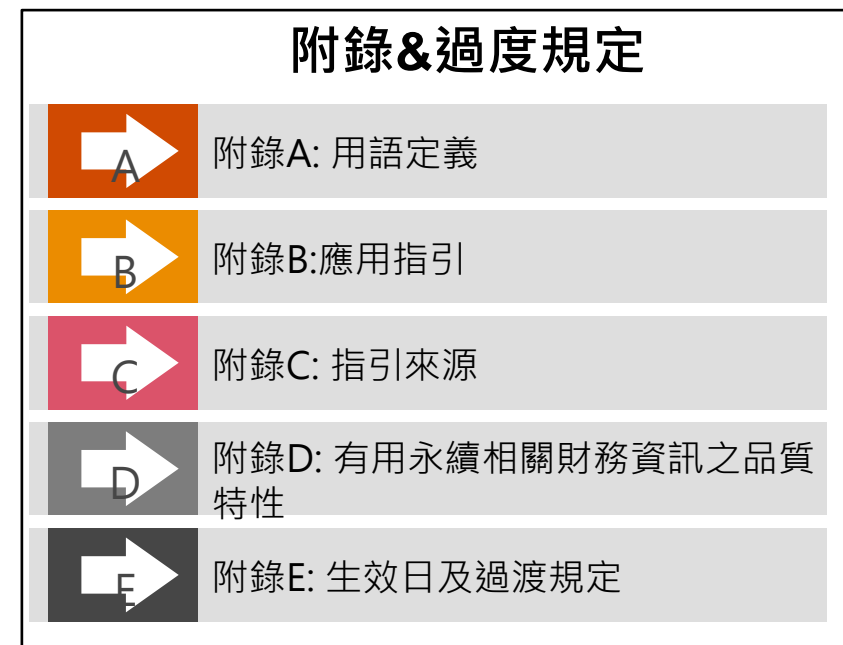 附錄&過度規定
A
附錄A: 用語定義
B
附錄B:應用指引
C
附錄C: 指引來源
D
附錄D: 有用永續相關財務資訊之品質
特性
E
附錄E: 生效日及過渡規定